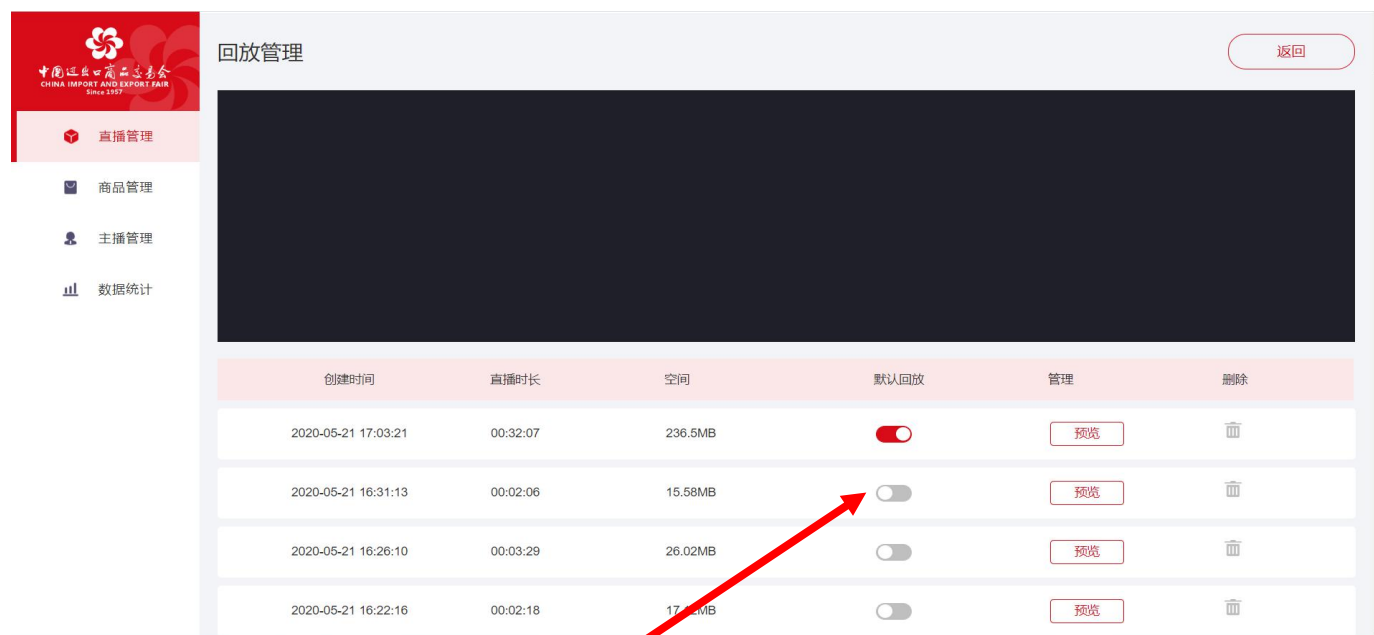 回放管理
返回
中国进出口商品交易会
CHINA IMPORT AND EXPORT FAIR
Since 1957
直播管理
商品管理
主播管理
数据统计
创建时间 直播时长 空间 默认回放 管理 删除
2020-05-21 17:03:21 00:32:07 236.5MB 预览
2020-05-21 16:31:13 00:02:06 15.58MB 预览
2020-05-21 16:26:10 00:03:29 26.02MB 预览
2020-05-21 16:22:16 00:02:18 预览